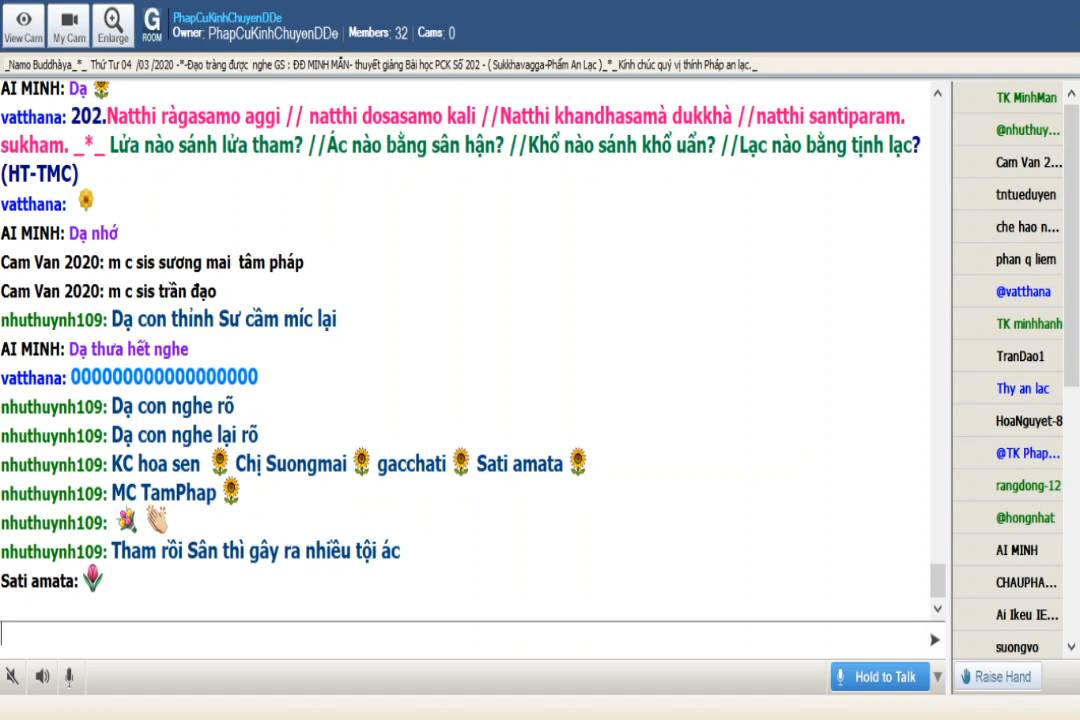 View Cam
My Cam
Enlarge
G
ROOM
PhapCuKinhChuyenDDe
Owner: PhapCuKinhChuyenDDe | Members: 32 | Cams: 0
_Namo Buddhàya_*_ Thứ Tư 04 /03 /2020 -*-Đạo tràng được nghe GS : ĐĐ MINH MẪN- thuyết giảng Bài học PCK Số 202 - ( Sukkhavagga-Phẩm An Lạc )_*_Kính chúc quý vị thính Pháp an lạc._
AI MINH: Dạ
vatthana: 202.Natthi ràgasamo aggi // natthi dosasamo kali //Natthi khandhasamà dukkhà //natthi santiparam.
sukham. _*_ Lửa nào sánh lửa tham? //Ác nào bằng sân hận? //Khổ nào sánh khổ uẩn? //Lạc nào bằng tịnh lạc?
(HT-TMC)
vatthana:
AI MINH: Dạ nhớ
Cam Van 2020: m c sis sương mai tâm pháp
Cam Van 2020: m c sis trần đạo
nhuthuynh109: Dạ con thỉnh Sư cầm míc lại
AI MINH: Dạ thưa hết nghe
vatthana: 000000000000000000
nhuthuynh109: Dạ con nghe rõ
nhuthuynh109: Dạ con nghe lại rõ
nhuthuynh109: KC hoa sen Chị Suongmai gacchati Sati amata
nhuthuynh109: MC TamPhap
nhuthuynh109:
nhuthuynh109: Tham rồi Sân thì gây ra nhiều tội ác
Sati amata:
TK MinhMan
@nhuthuy...
Cam Van 2...
tntueduyen
che hao n...
phan q liem
@vatthana
TK minhhanh
TranDao1
Thy an lac
HoaNguyet-8
@TK Phap...
rangdong-12
@hongnhat
AI MINH
CHAUPHA...
Ai Ikeu IE...
suongvo
Hold to Talk
Raise Hand